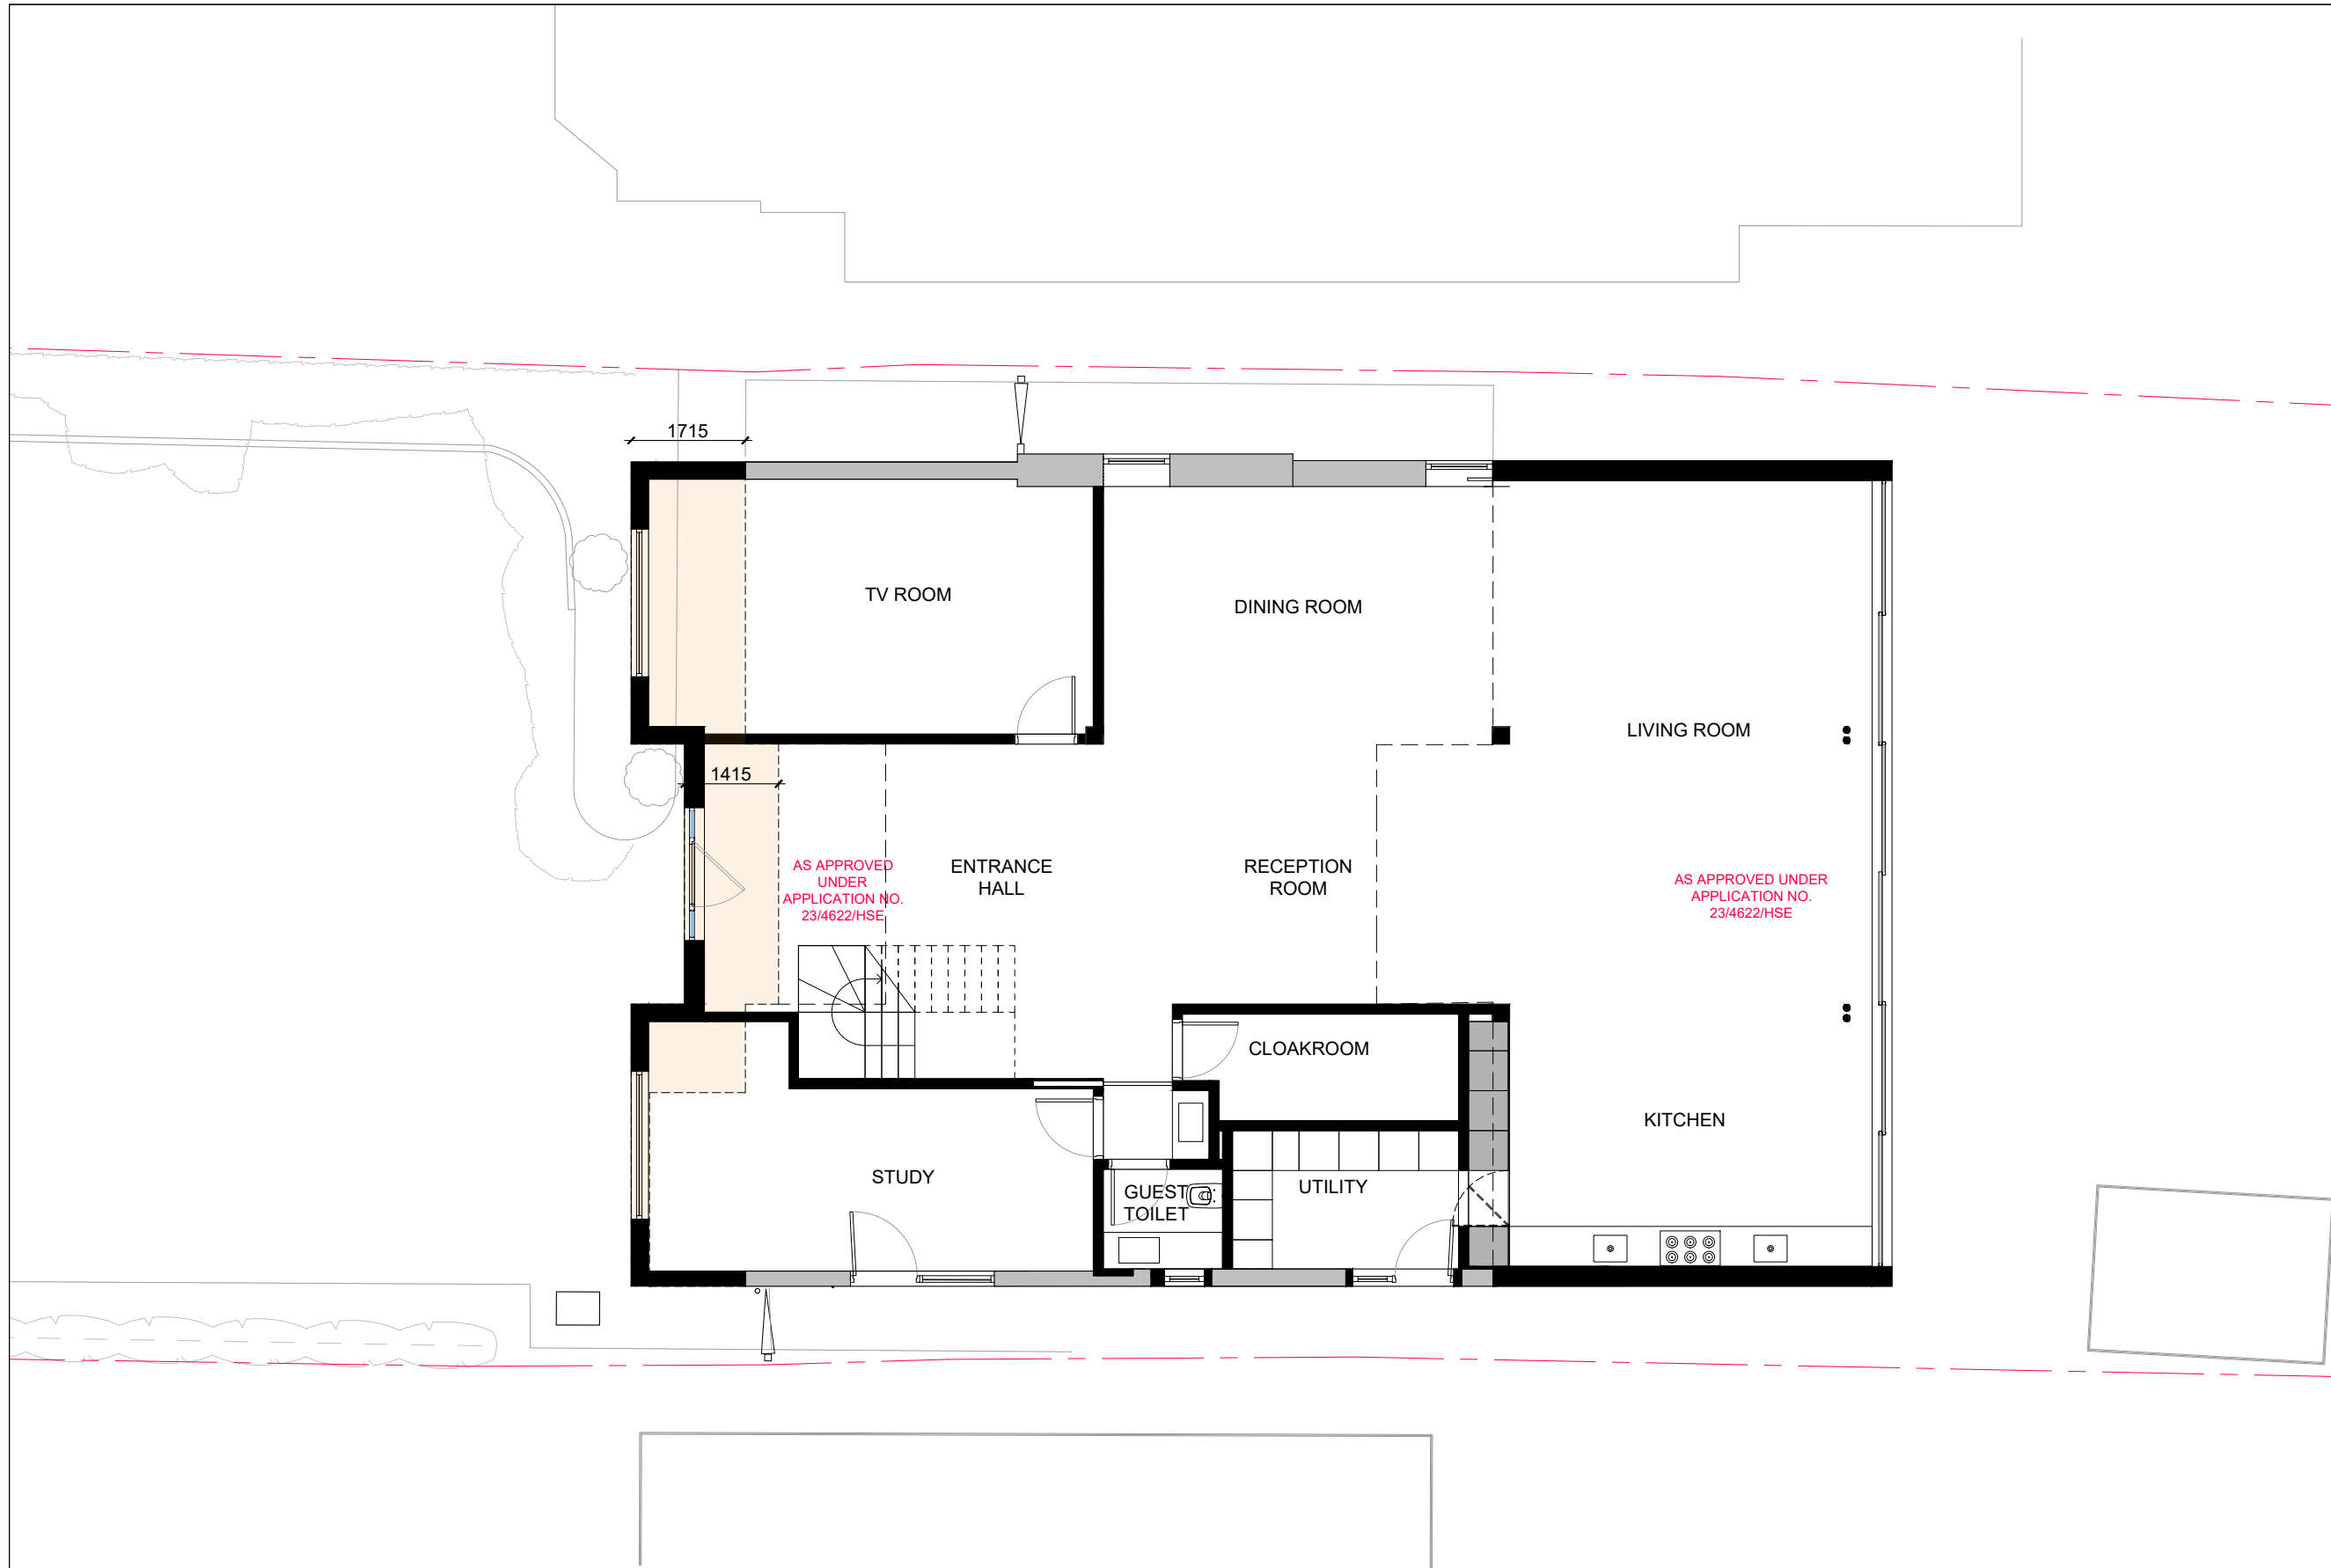 1715
TV ROOM
DINING ROOM
LIVING ROOM
1415
AS APPROVED
UNDER
APPLICATION NO.
23/4622/HSE
ENTRANCE
HALL
RECEPTION
ROOM
AS APPROVED UNDER
APPLICATION NO.
23/4622/HSE
CLOAKROOM
KITCHEN
STUDY
GUEST
TOILET
UTILITY